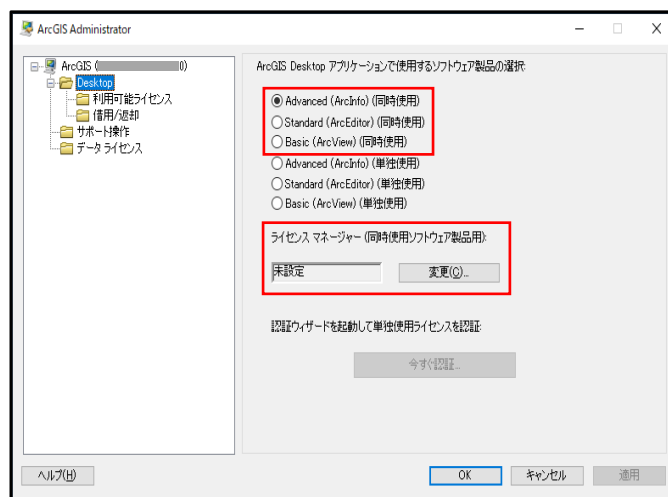 ArcGIS Administrator
ArcGIS (          0)
Desktop
利用可能ライセンス
借用/返却
サポート操作
データ ライセンス
ArcGIS Desktop アプリケーションで使用するソフトウェア製品の選択:
Advanced (ArcInfo) (同時使用)
Standard (ArcEditor) (同時使用)
Basic (ArcView) (同時使用)
Advanced (ArcInfo) (単独使用)
Standard (ArcEditor) (単独使用)
Basic (ArcView) (単独使用)
ライセンス マネージャー (同時使用ソフトウェア製品用):
未設定
変更(C)...
認証ウィザードを起動して単独使用ライセンスを認証:
今すぐ認証...
ヘルプ(H)
OK
キャンセル
適用